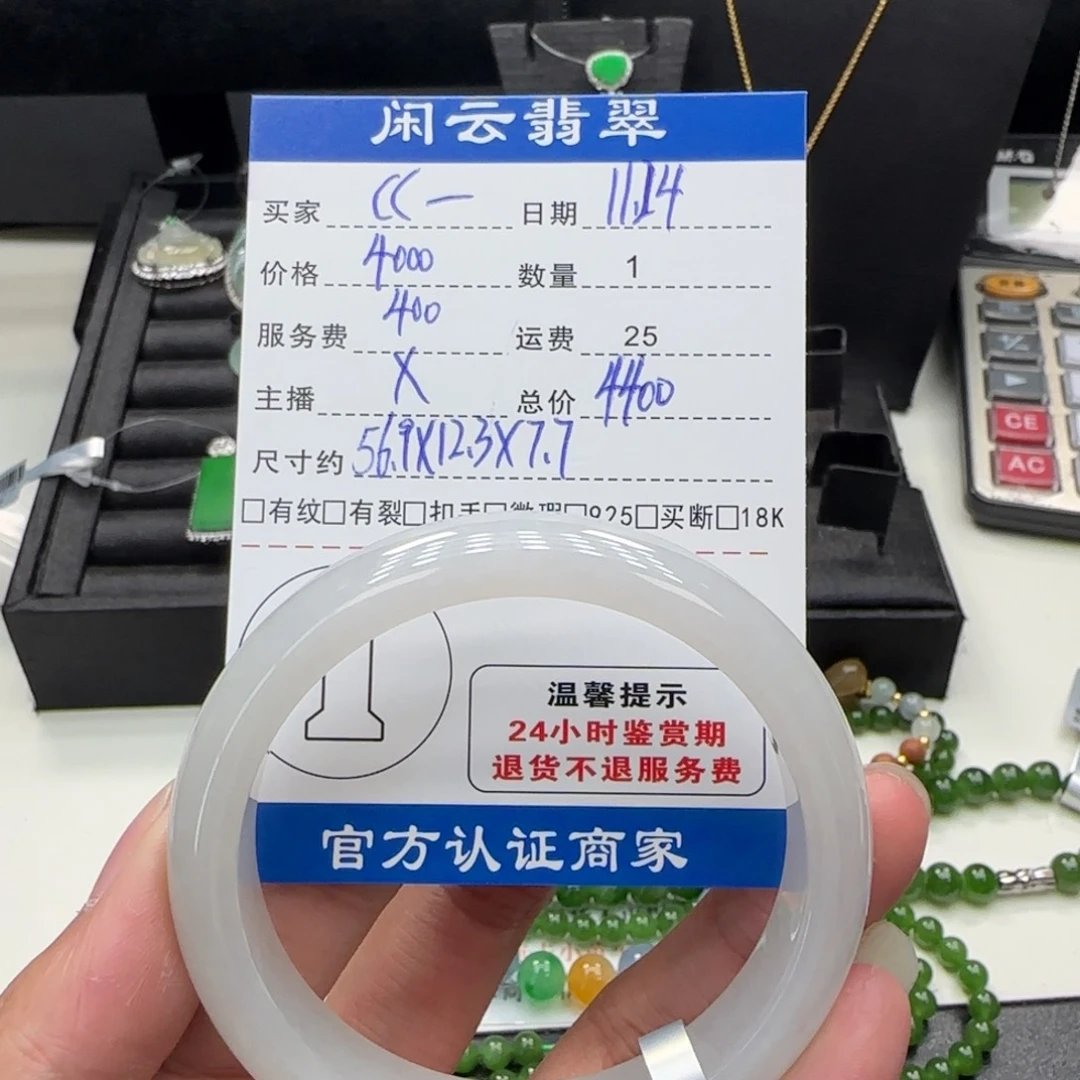 闲云翡翠
买家 CC一 日期 11.14
价格 4000 数量 1
服务费 400 运费 25
主播 X 总价 4400
尺寸约 56.9X12.3X7.7
□有纹□有裂□扣手□微瑕□925□买断□18K
温馨提示
24小时鉴赏期
退货不退服务费
官方认证商家
CE
AC